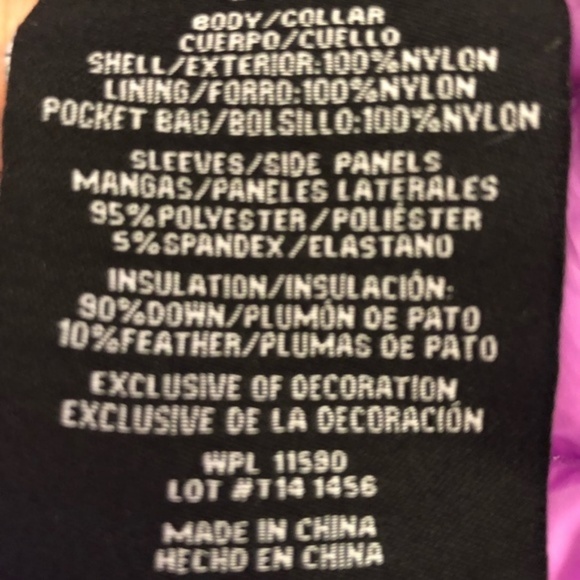 BODY/COLLAR
CUERPO/CUELLO
SHELL/EXTERIOR:100%NYLON
LINING/FORRO:100%NYLON
POCKET BAG/BOLSILLO:100%NYLON
SLEEVES/SIDE PANELS
MANGAS/PANELES LATERALES
95%POLYESTER/POLIÉSTER
5%SPANDEX/ELASTANO
INSULATION/INSULACIÓN:
90%DOWN/PLUMÓN DE PATO
10%FEATHER/PLUMAS DE PATO
EXCLUSIVE OF DECORATION
EXCLUSIVE DE LA DECORACIÓN
WPL 11590
LOT #T14 1456
MADE IN CHINA
HECHO EN CHINA